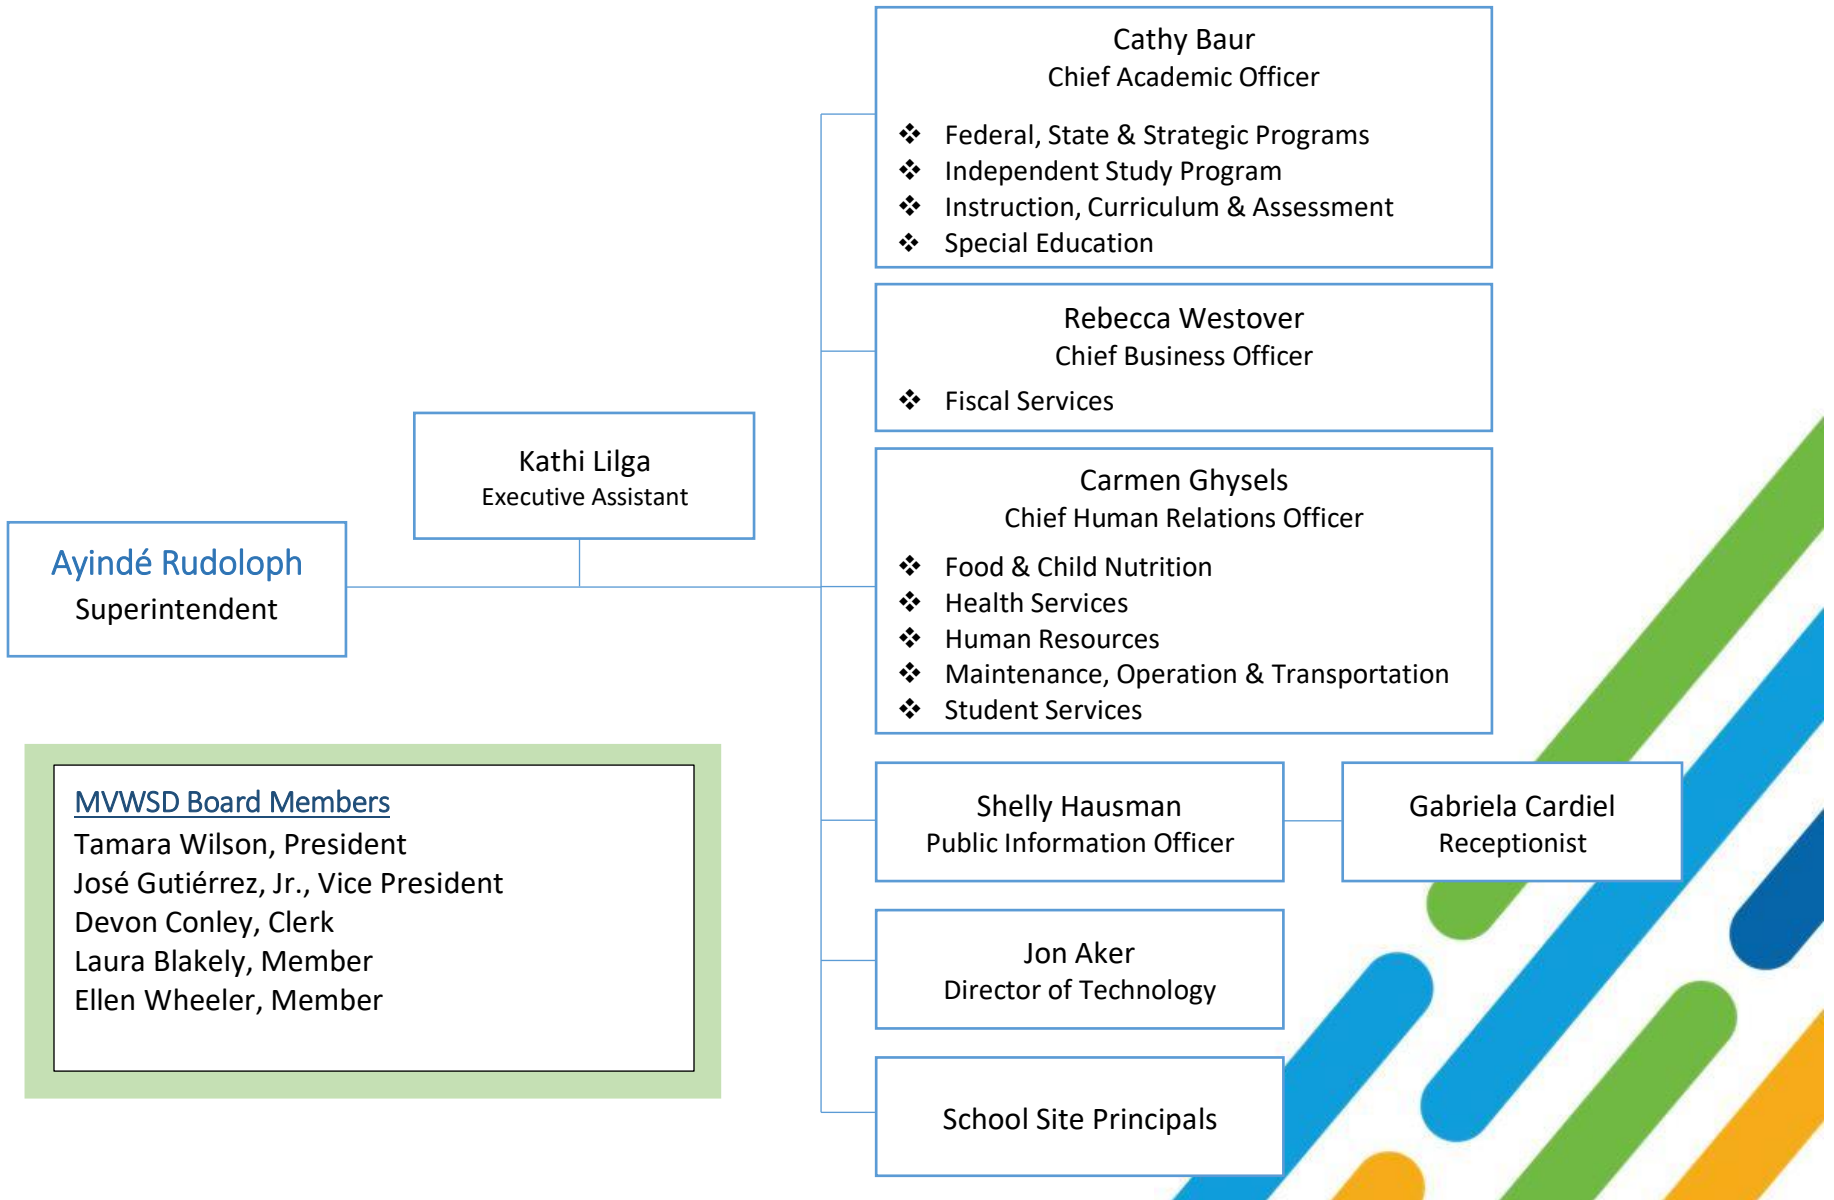 Cathy Baur
Chief Academic Officer
❖ Federal, State & Strategic Programs
❖ Independent Study Program
❖ Instruction, Curriculum & Assessment
❖ Special Education
Rebecca Westover
Chief Business Officer
❖ Fiscal Services
Kathi Lilga
Executive Assistant
Carmen Ghysels
Chief Human Relations Officer
❖ Food & Child Nutrition
❖ Health Services
❖ Human Resources
❖ Maintenance, Operation & Transportation
❖ Student Services
Ayindé Rudoloph
Superintendent
MVWSD Board Members
Tamara Wilson, President
José Gutiérrez, Jr., Vice President
Devon Conley, Clerk
Laura Blakely, Member
Ellen Wheeler, Member
Shelly Hausman
Public Information Officer
Gabriela Cardiel
Receptionist
Jon Aker
Director of Technology
School Site Principals